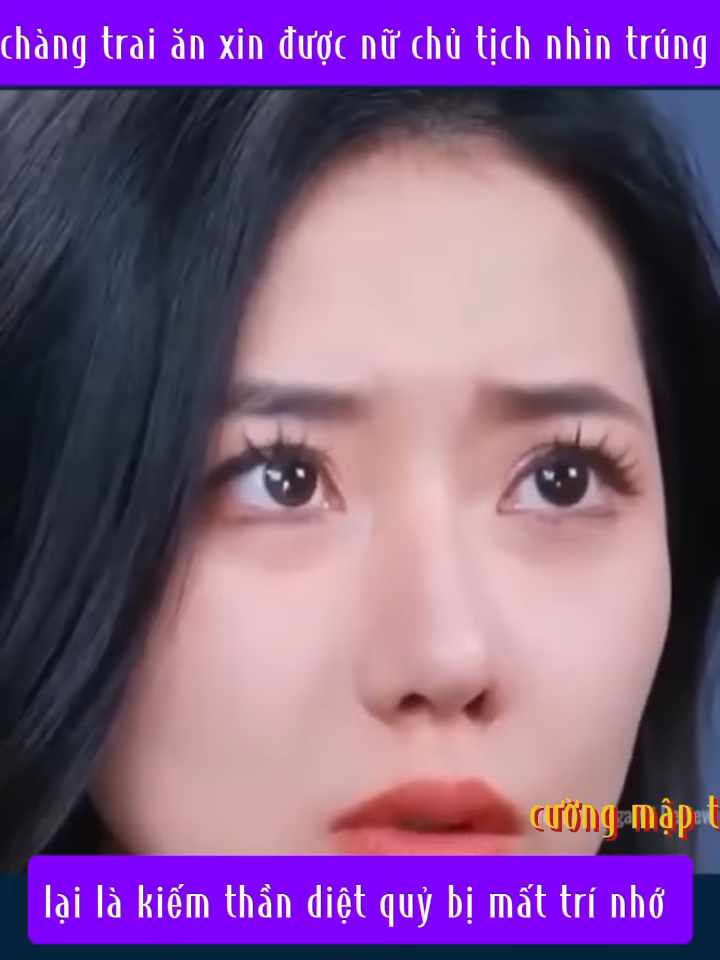 chàng trai ăn xin được nữ chủ tịch nhìn trúng
cường mập
lại là kiếm thần diệt quỷ bị mất trí nhớ